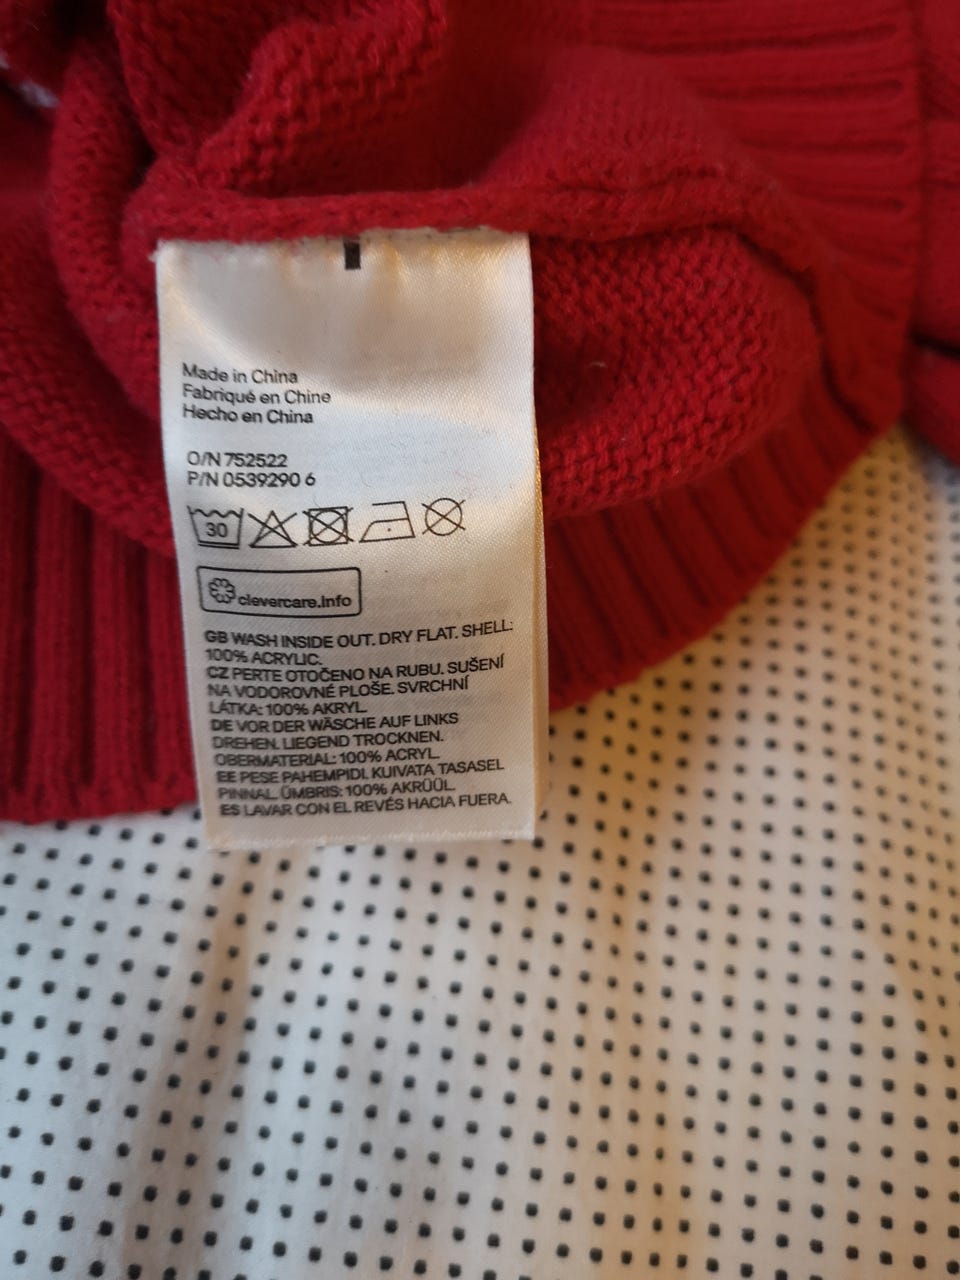 Made in China
Fabriqué en Chine
Hecho en China
O/N 752522
P/N 0539290 6
30
clevercare.info
GB WASH INSIDE OUT. DRY FLAT. SHELL:
100% ACRYLIC.
CZ PERTE OTOČENO NA RUBU. SUŠENÍ
NA VODOROVNÉ PLOŠE. SVRCHNÍ
LÁTKA: 100% AKRYL.
DE VOR DER WÄSCHE AUF LINKS
DREHEN. LIEGEND TROCKNEN.
OBERMATERIAL: 100% ACRYL.
EE PESE PAHEMPIDI. KUIVATA TASASEL
PINNAL. ÜMBRIS: 100% AKRÜÜL.
ES LAVAR CON EL REVÉS HACIA FUERA.